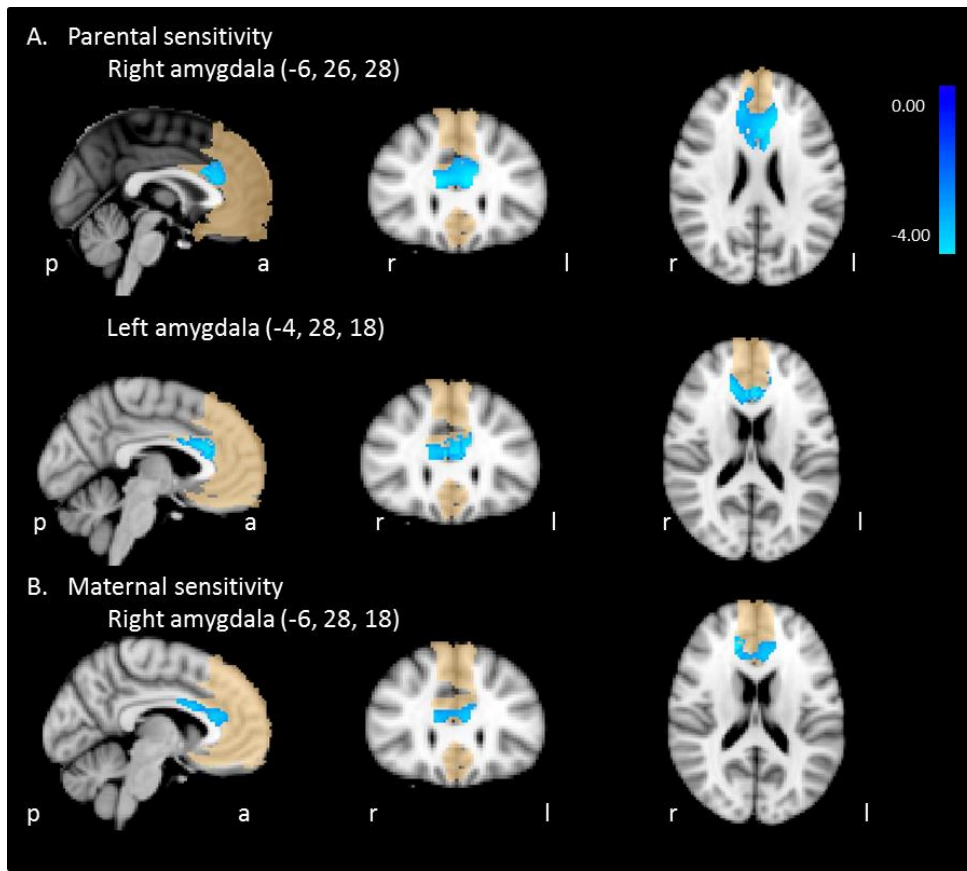 A. Parental sensitivity
Right amygdala (-6, 26, 28)
0.00
-4.00
p a r l r l
Left amygdala (-4, 28, 18)
p a r l r l
B. Maternal sensitivity
Right amygdala (-6, 28, 18)
p a r l r l